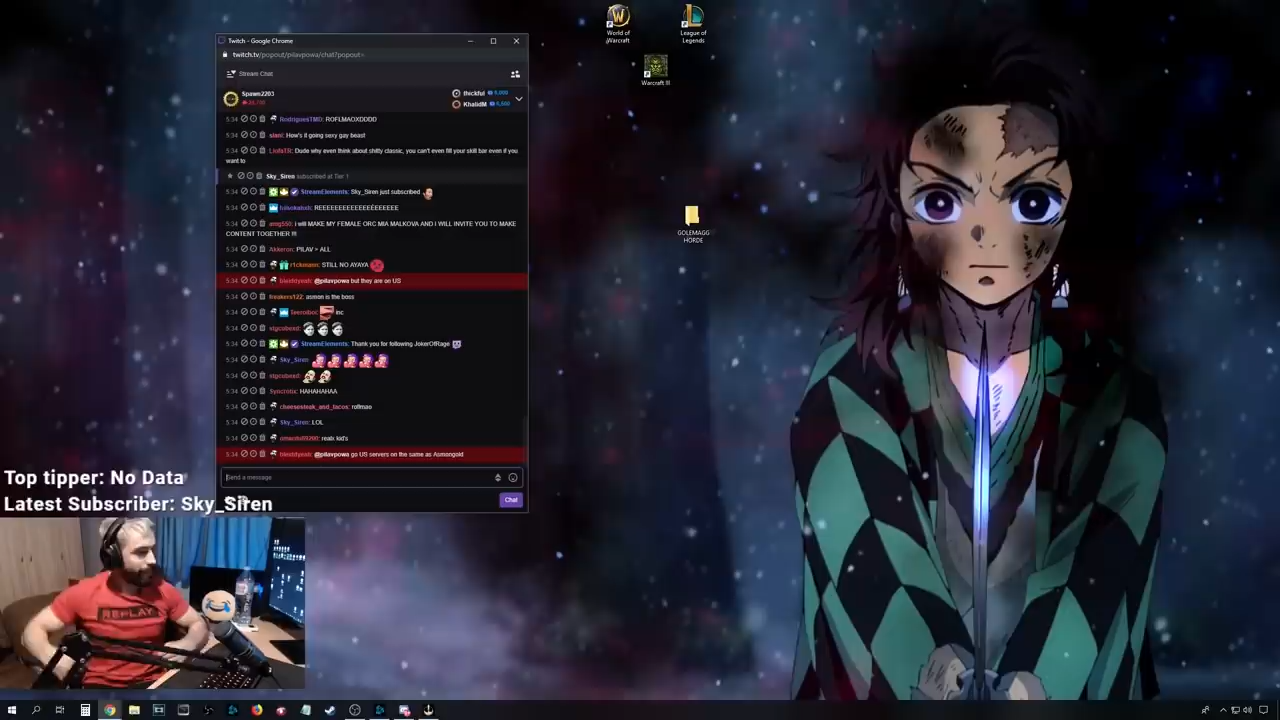 Twitch - Google Chrome
twitch.tv/popout/pilavpowa/chat?popout=
Stream Chat
Spawn2203
thickful
KhalidM
5:34 RodriguesTMD: ROFLMAOXDDDD
How's it going sexy gay beast
5:34 Dude why even think about shitty classic, you can't even fill your skill bar even if you
want to
Sky_Siren subscribed at Tier 1
5:34 StreamElements: Sky_Siren just subscribed
5:34
5:34 i will MAKE MY FEMALE ORC MIA MALKOVA AND I WILL INVITE YOU TO MAKE
CONTENT TOGETHER !!!
5:34 Akkeron: PILAV > ALL
5:34 r1ckmann: STILL NO AYAYA
5:34 @pilavpowa but they are on US
5:34 freakers122: asmon is the boss
5:34 inc
5:34
5:34 StreamElements: Thank you for following JokerOfRage
5:34 Sky_Siren:
5:34
5:34 Syncrotix: HAHAHAHAA
5:34 cheesesteak_and_tacos: roflmao
5:34 Sky_Siren: LOL
5:34 realx kid's
5:34 @pilavpowa go US servers on the same as Asmongold
Send a message
Chat
World of
Warcraft
League of
Legends
Warcraft III
GOLEMAGG
HORDE
Top tipper: No Data
Latest Subscriber: Sky_Siren
REPLAY